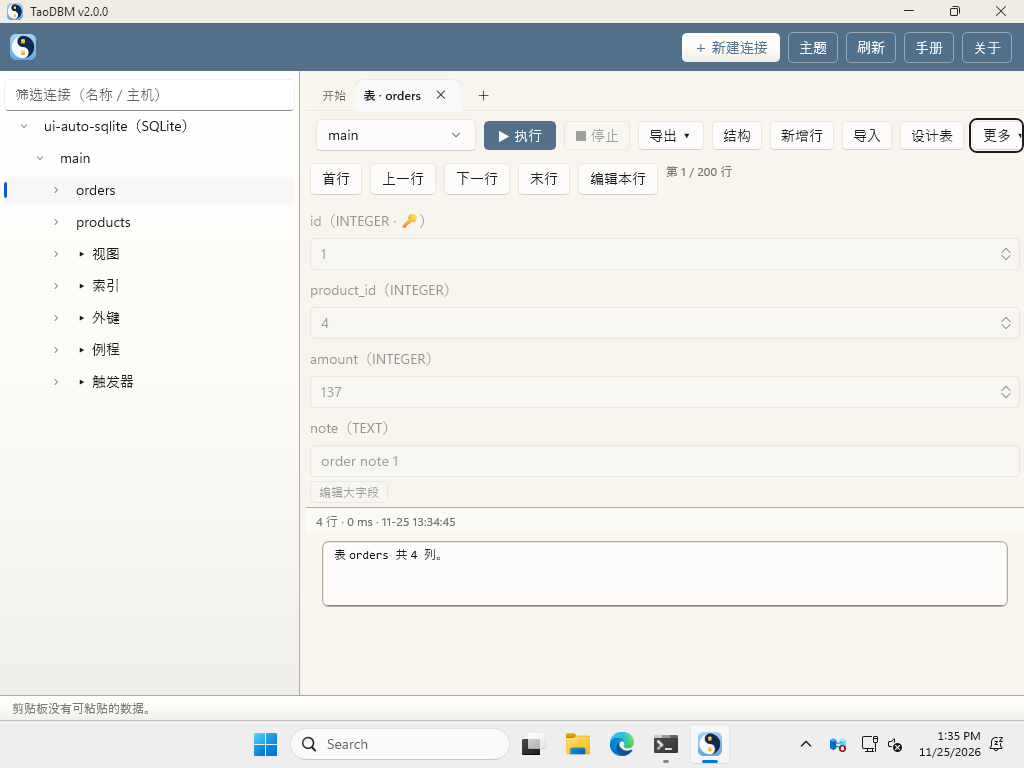 TaoDBM v2.0.0
＋ 新建连接 主题 刷新 手册 关于
筛选连接（名称 / 主机）
ui-auto-sqlite（SQLite）
main
orders
products
视图
索引
外键
例程
触发器
开始 表 · orders
main 执行 停止 导出 结构 新增行 导入 设计表 更多
首行 上一行 下一行 末行 编辑本行 第 1 / 200 行
id（INTEGER · 🔑）
1
product_id（INTEGER）
4
amount（INTEGER）
137
note（TEXT）
order note 1
编辑大字段
4 行 · 0 ms · 11-25 13:34:45
表 orders 共 4 列。
剪贴板没有可粘贴的数据。
Search
1:35 PM
11/25/2026